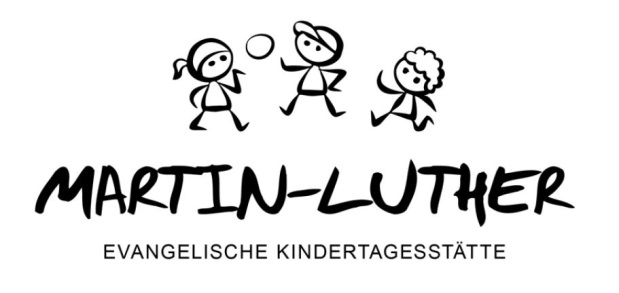 MARTIN-LUTHER
EVANGELISCHE KINDERTAGESSTÄTTE